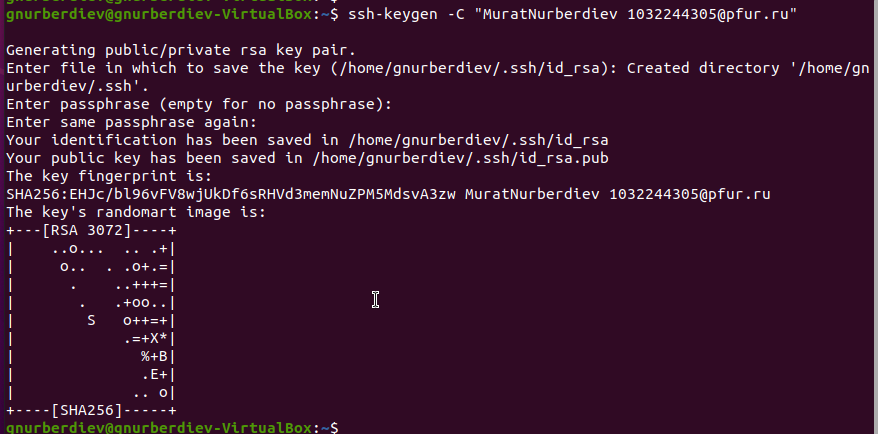 gnurberdiev@gnurberdiev-VirtualBox:~$ ssh-keygen -C "MuratNurberdiev 1032244305@pfur.ru"

Generating public/private rsa key pair.
Enter file in which to save the key (/home/gnurberdiev/.ssh/id_rsa): Created directory '/home/gn
urberdiev/.ssh'.
Enter passphrase (empty for no passphrase):
Enter same passphrase again:
Your identification has been saved in /home/gnurberdiev/.ssh/id_rsa
Your public key has been saved in /home/gnurberdiev/.ssh/id_rsa.pub
The key fingerprint is:
SHA256:EHJc/bl96vFV8wjUkDf6sRHVd3memNuZPM5MdsvA3zw MuratNurberdiev 1032244305@pfur.ru
The key's randomart image is:
+---[RSA 3072]----+
|    ..o...  .. .+|
|     o..  . .o+.=|
|      .    ..+++=|
|       .   .+oo..|
|        S   o++=+|
|            .=+X*|
|              %+B|
|              .E+|
|             .. o|
+----[SHA256]-----+
gnurberdiev@gnurberdiev-VirtualBox:~$